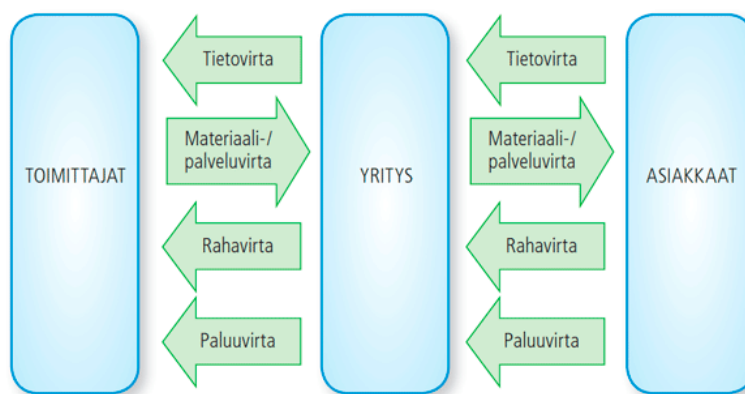 Tietovirta
Tietovirta
Materiaali-/
palveluvirta
Materiaali-/
palveluvirta
TOIMITTAJAT
YRITYS
ASIAKKAAT
Rahavirta
Rahavirta
Paluuvirta
Paluuvirta